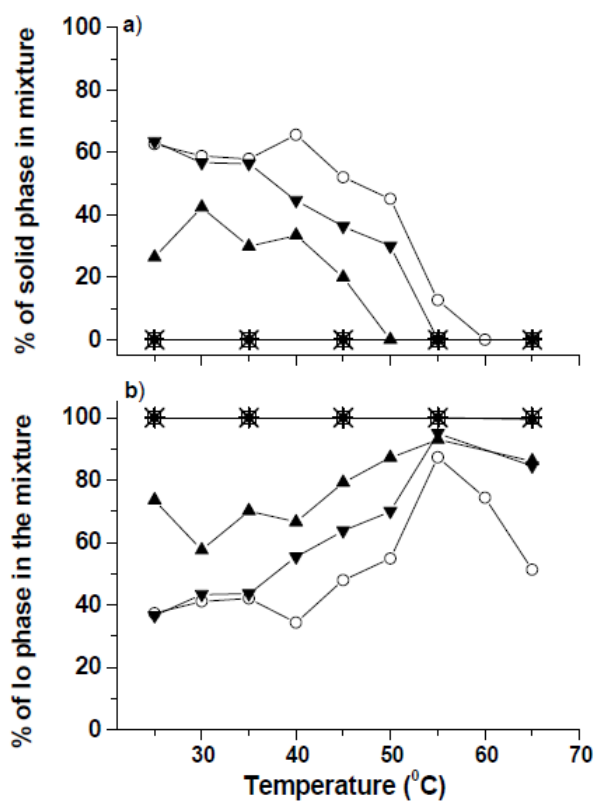 a)
% of solid phase in mixture
100
80
60
40
20
0
b)
% of lo phase in the mixture
100
80
60
40
20
0
30 40 50 60 70
Temperature (⁰C)